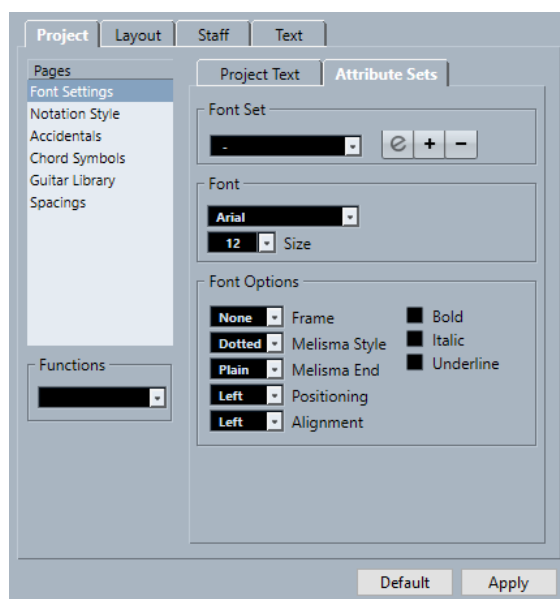 Project Layout Staff Text
Pages
Font Settings
Notation Style
Accidentals
Chord Symbols
Guitar Library
Spacings
Functions
Project Text Attribute Sets
Font Set
- e + −
Font
Arial
12 Size
Font Options
None Frame
Dotted Melisma Style
Plain Melisma End
Left Positioning
Left Alignment
Bold
Italic
Underline
Default Apply